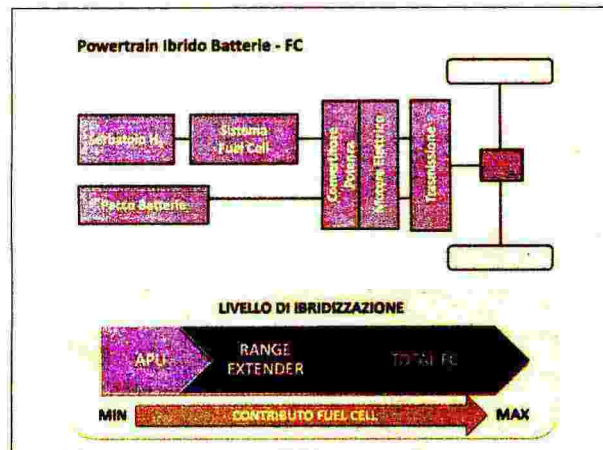 Powertrain Ibrido Batterie - FC
Serbatoio H₂
Sistema
Fuel Cell
Pacco Batterie
Convertitore
Potenza
Motore Elettrico
Trasmissione
LIVELLO DI IBRIDIZZAZIONE
APU
RANGE
EXTENDER
TOTAL FC
MIN
CONTRIBUTO FUEL CELL
MAX